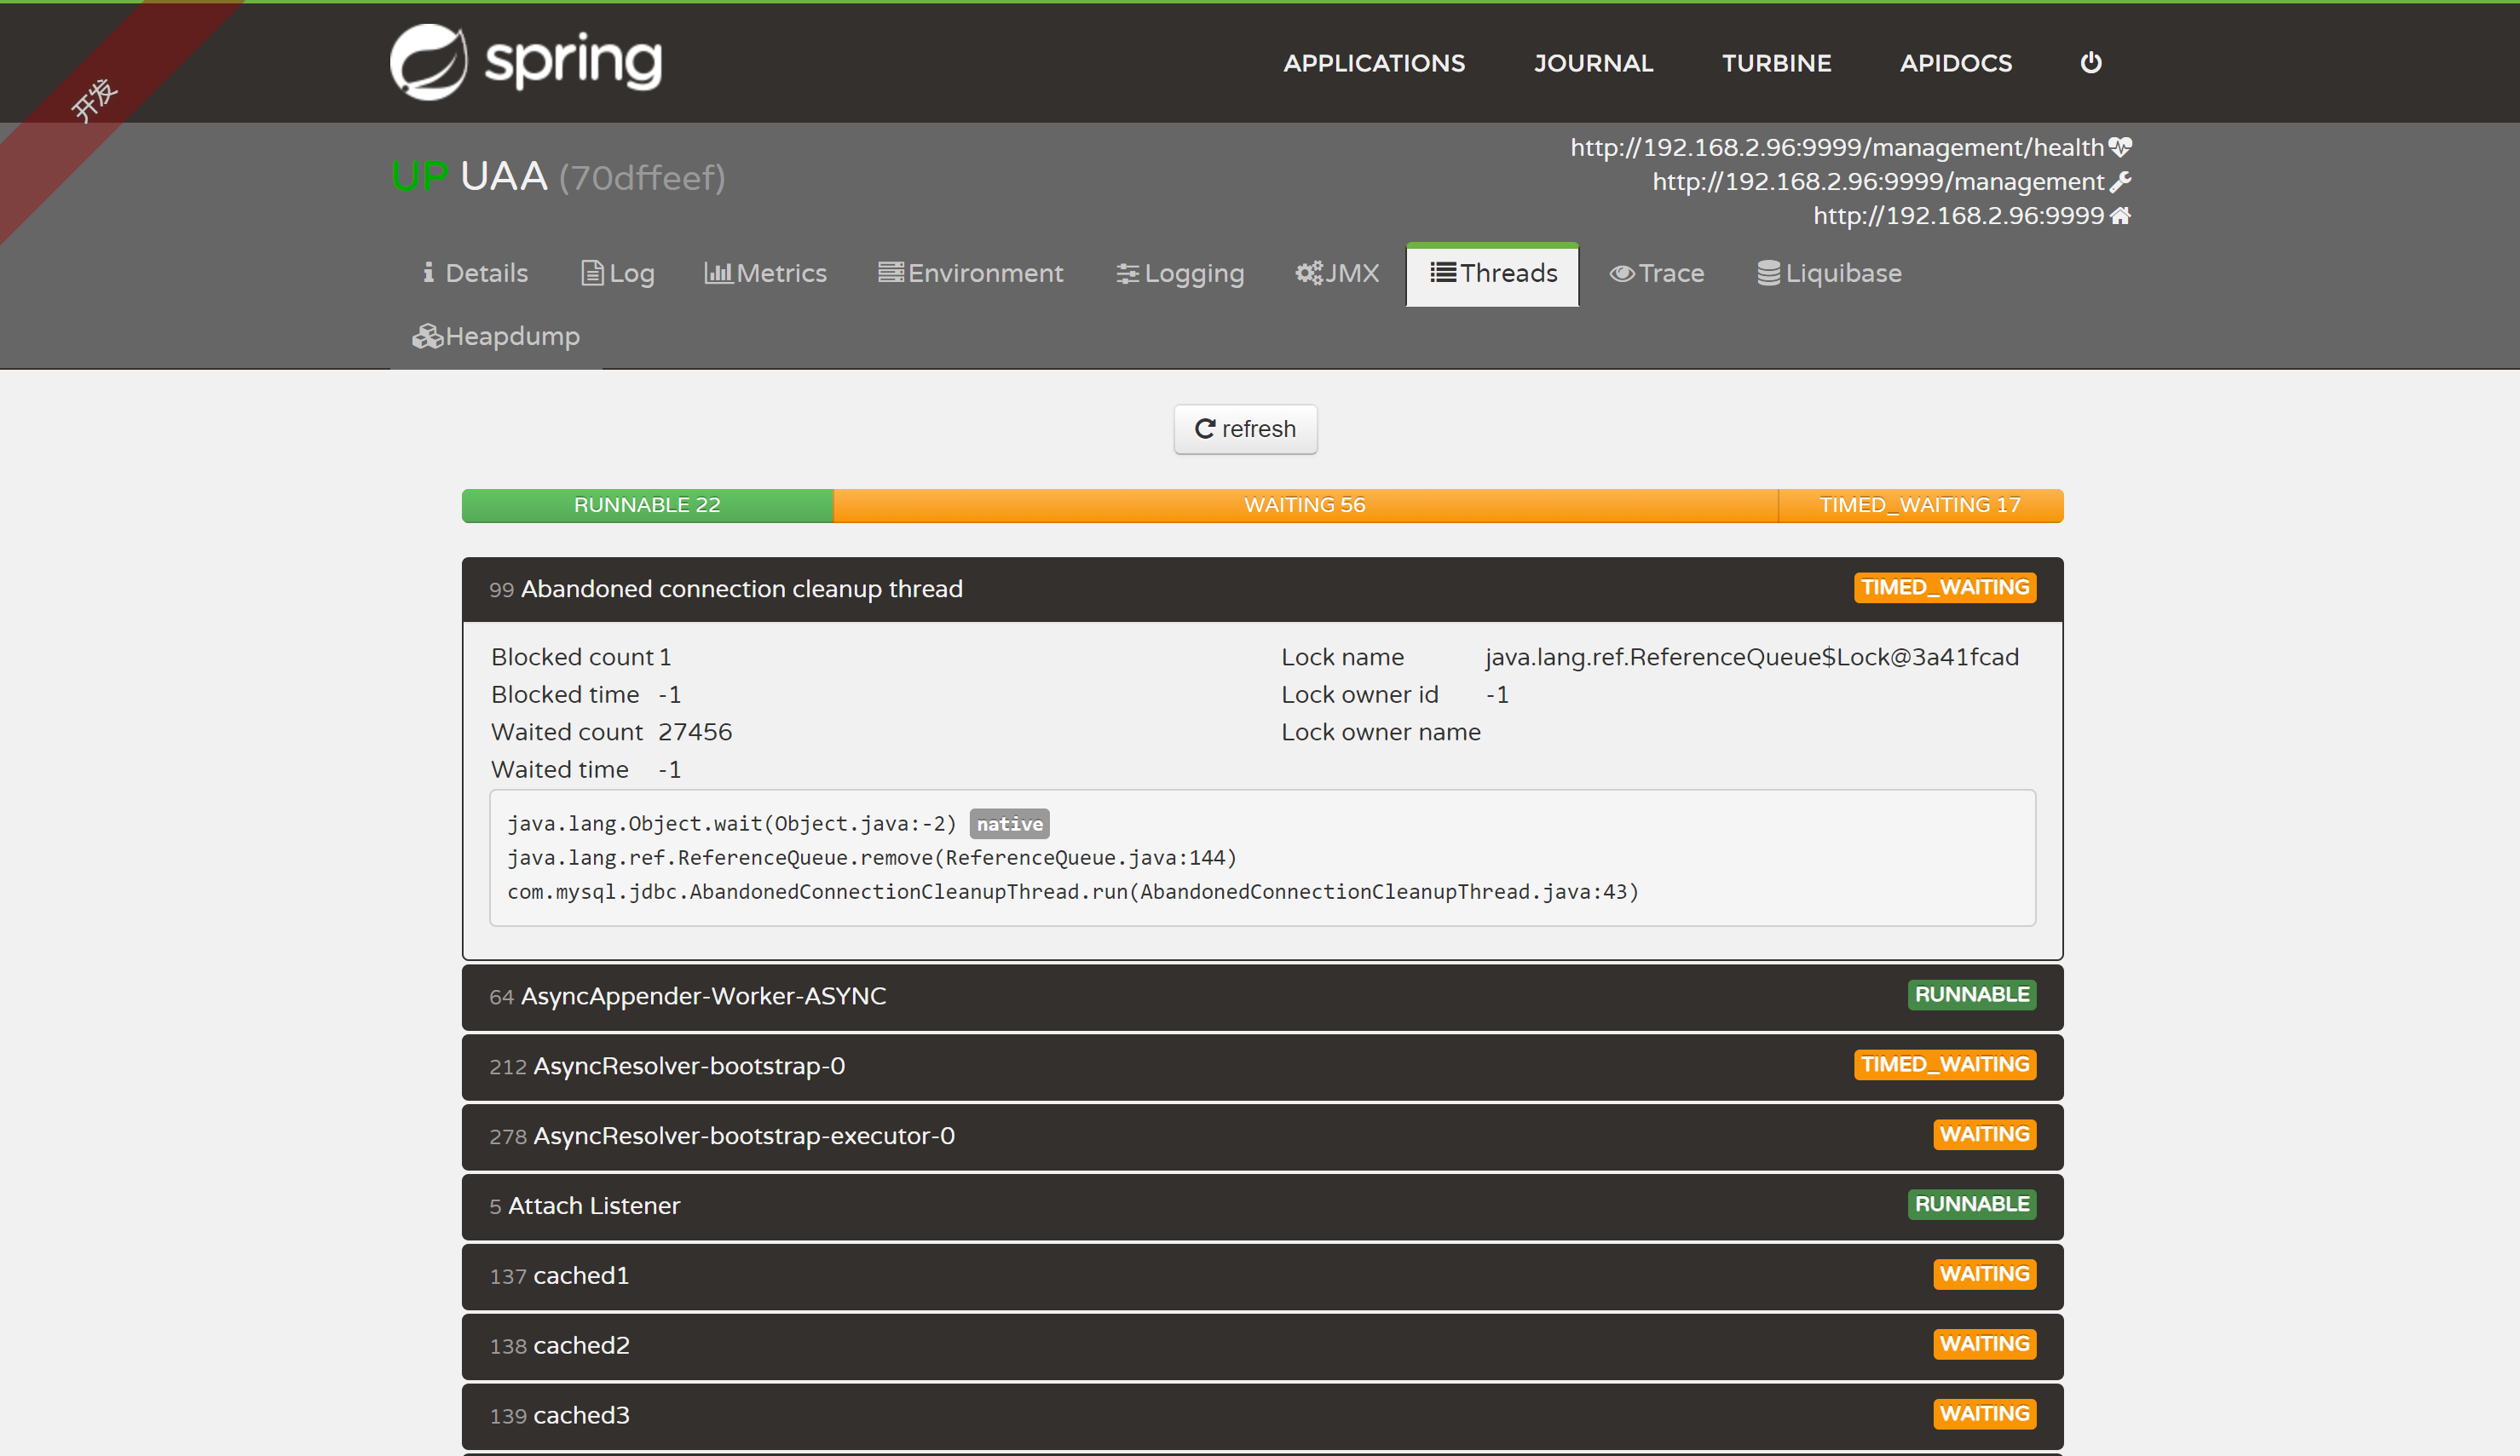 开发
spring
APPLICATIONS JOURNAL TURBINE APIDOCS
UP UAA (70dffeef)
http://192.168.2.96:9999/management/health
http://192.168.2.96:9999/management
http://192.168.2.96:9999
Details Log Metrics Environment Logging JMX Threads Trace Liquibase
Heapdump
refresh
RUNNABLE 22 WAITING 56 TIMED_WAITING 17
99 Abandoned connection cleanup thread TIMED_WAITING
Blocked count 1 Lock name java.lang.ref.ReferenceQueue$Lock@3a41fcad
Blocked time -1 Lock owner id -1
Waited count 27456 Lock owner name
Waited time -1
java.lang.Object.wait(Object.java:-2) native
java.lang.ref.ReferenceQueue.remove(ReferenceQueue.java:144)
com.mysql.jdbc.AbandonedConnectionCleanupThread.run(AbandonedConnectionCleanupThread.java:43)
64 AsyncAppender-Worker-ASYNC RUNNABLE
212 AsyncResolver-bootstrap-0 TIMED_WAITING
278 AsyncResolver-bootstrap-executor-0 WAITING
5 Attach Listener RUNNABLE
137 cached1 WAITING
138 cached2 WAITING
139 cached3 WAITING